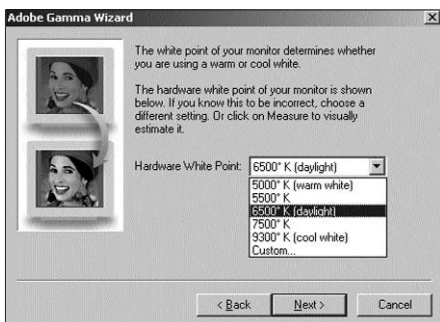 Adobe Gamma Wizard
The white point of your monitor determines whether
you are using a warm or cool white.
The hardware white point of your monitor is shown
below. If you know this to be incorrect, choose a
different setting. Or click on Measure to visually
estimate it.
Hardware White Point: 6500° K (daylight)
5000° K (warm white)
5500° K
6500° K (daylight)
7500° K
9300° K (cool white)
Custom...
< Back Next > Cancel